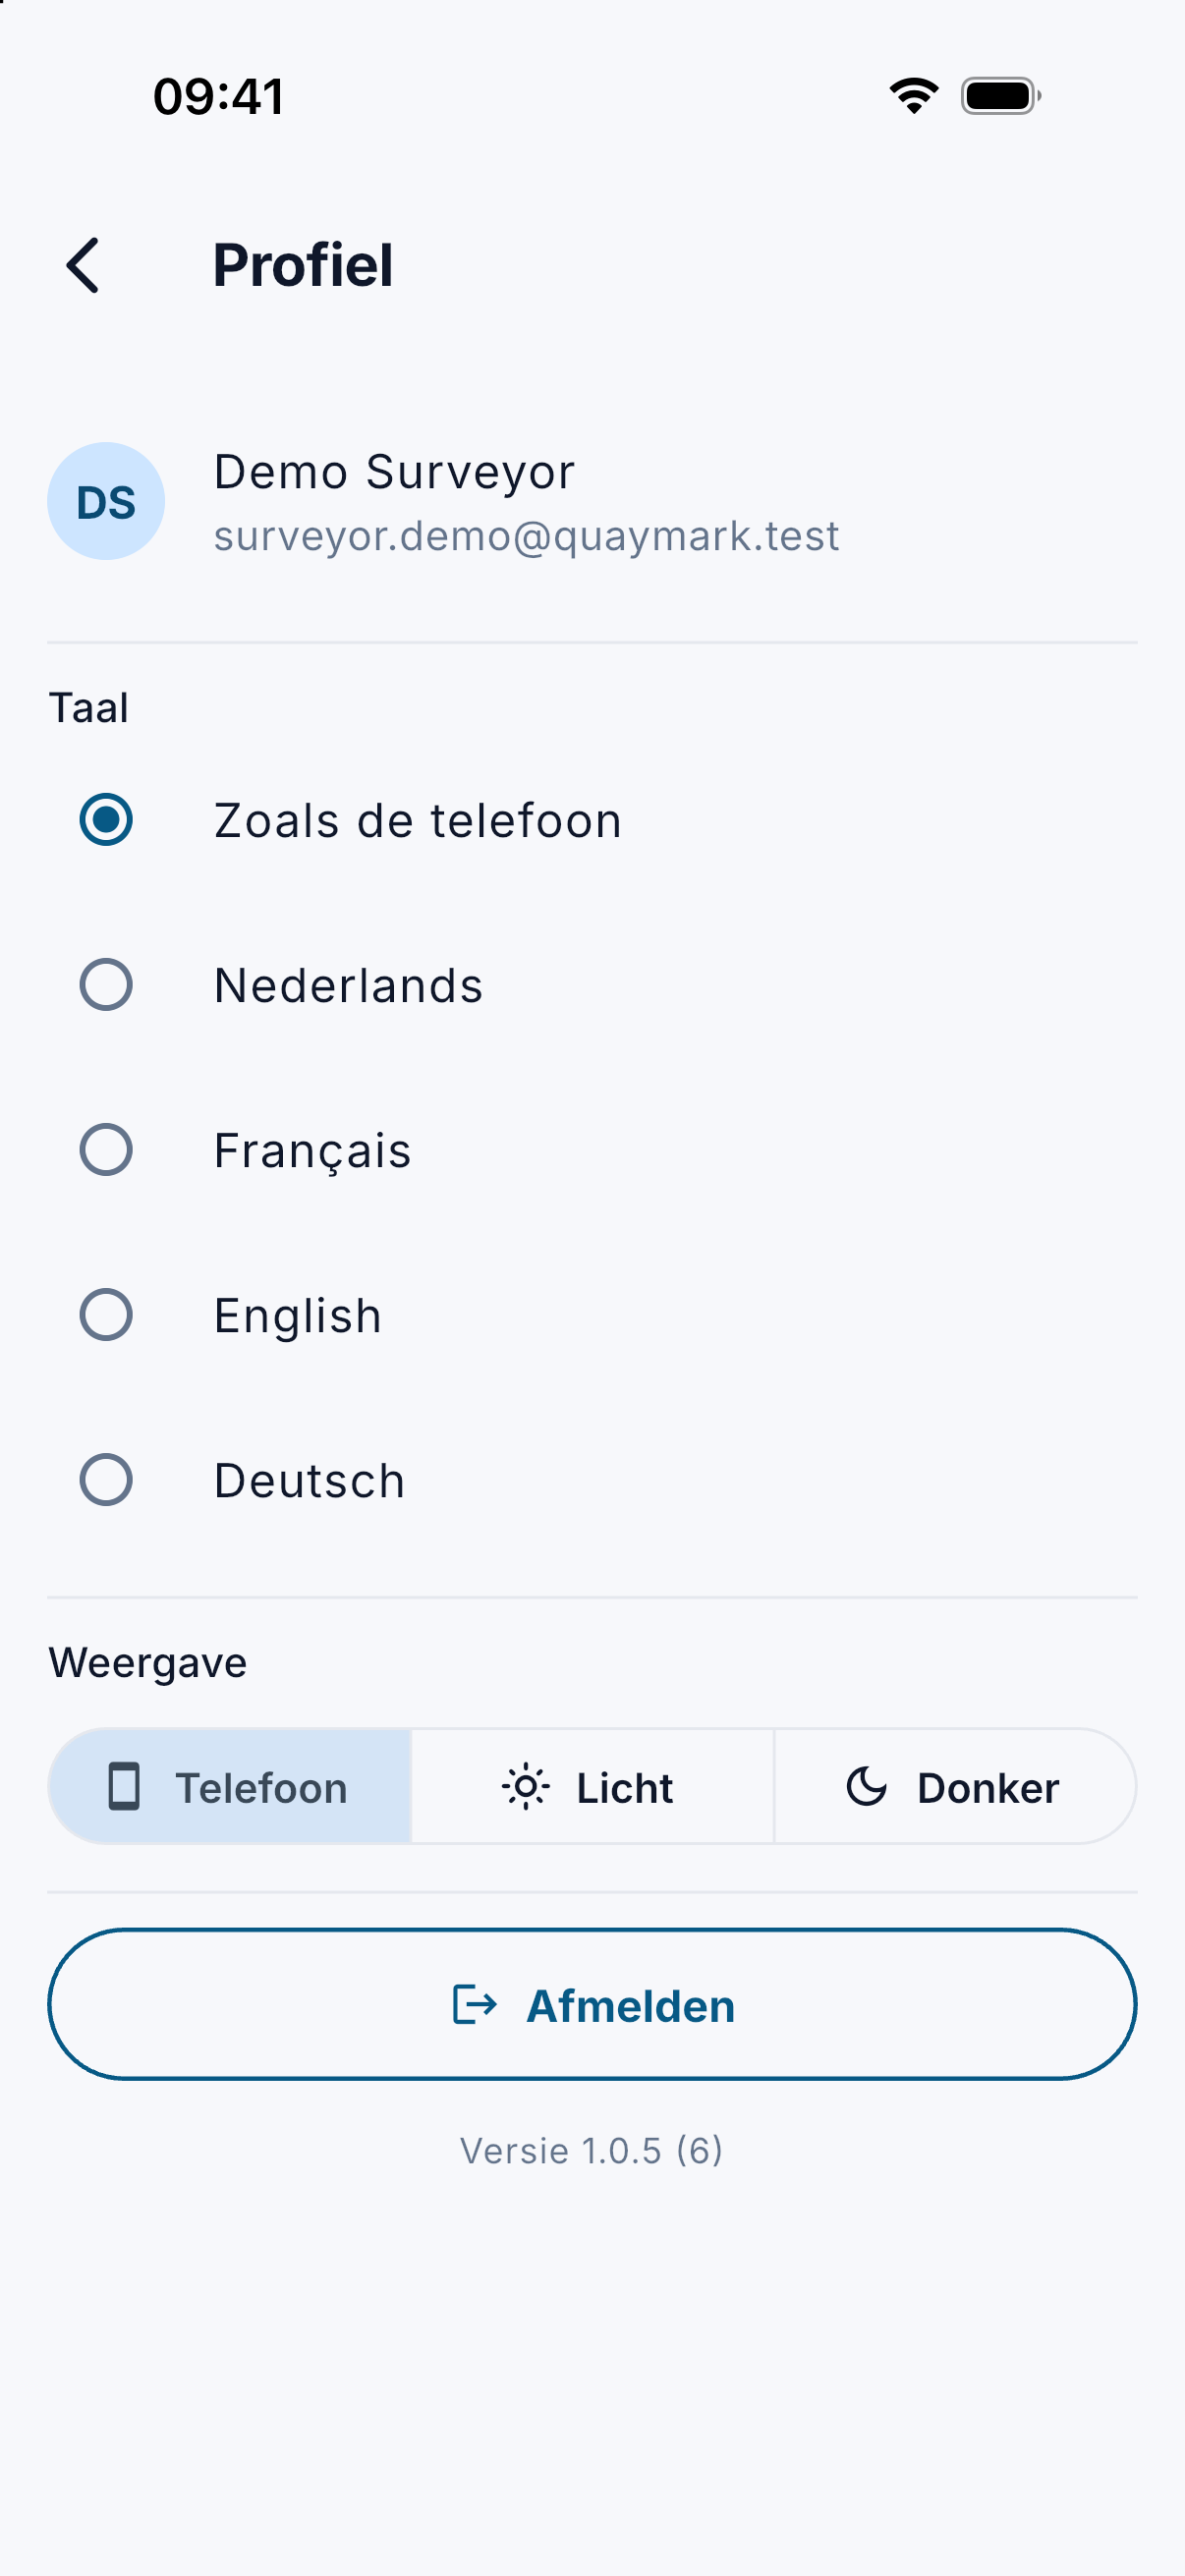 09:41
Profiel
DS
Demo Surveyor
surveyor.demo@quaymark.test
Taal
Zoals de telefoon
Nederlands
Français
English
Deutsch
Weergave
Telefoon
Licht
Donker
Afmelden
Versie 1.0.5 (6)